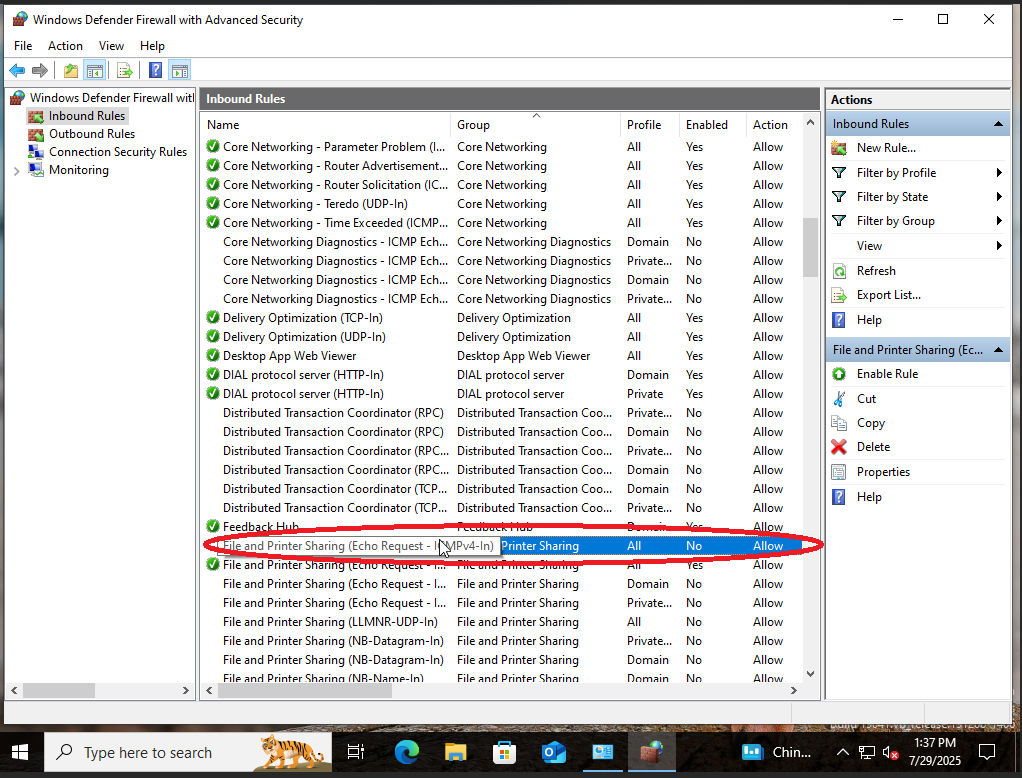 Windows Defender Firewall with Advanced Security
File Action View Help
Windows Defender Firewall witl
Inbound Rules
Outbound Rules
Connection Security Rules
Monitoring
Inbound Rules
Name Group Profile Enabled Action
Core Networking - Parameter Problem (I... Core Networking All Yes Allow
Core Networking - Router Advertisement... Core Networking All Yes Allow
Core Networking - Router Solicitation (IC... Core Networking All Yes Allow
Core Networking - Teredo (UDP-In) Core Networking All Yes Allow
Core Networking - Time Exceeded (ICMP... Core Networking All Yes Allow
Core Networking Diagnostics - ICMP Ech... Core Networking Diagnostics Domain No Allow
Core Networking Diagnostics - ICMP Ech... Core Networking Diagnostics Private... No Allow
Core Networking Diagnostics - ICMP Ech... Core Networking Diagnostics Domain No Allow
Core Networking Diagnostics - ICMP Ech... Core Networking Diagnostics Private... No Allow
Delivery Optimization (TCP-In) Delivery Optimization All Yes Allow
Delivery Optimization (UDP-In) Delivery Optimization All Yes Allow
Desktop App Web Viewer Desktop App Web Viewer All Yes Allow
DIAL protocol server (HTTP-In) DIAL protocol server Domain Yes Allow
DIAL protocol server (HTTP-In) DIAL protocol server Private Yes Allow
Distributed Transaction Coordinator (RPC) Distributed Transaction Coo... Private... No Allow
Distributed Transaction Coordinator (RPC) Distributed Transaction Coo... Domain No Allow
Distributed Transaction Coordinator (RPC... Distributed Transaction Coo... Private... No Allow
Distributed Transaction Coordinator (RPC... Distributed Transaction Coo... Domain No Allow
Distributed Transaction Coordinator (TCP... Distributed Transaction Coo... Domain No Allow
Distributed Transaction Coordinator (TCP... Distributed Transaction Coo... Private... No Allow
Feedback Hub Feedback Hub Domain... Yes Allow
File and Printer Sharing (Echo Request - ICMPv4-In) Printer Sharing All No Allow
File and Printer Sharing (Echo Request - I... File and Printer Sharing All Yes Allow
File and Printer Sharing (Echo Request - I... File and Printer Sharing Domain No Allow
File and Printer Sharing (Echo Request - I... File and Printer Sharing Private... No Allow
File and Printer Sharing (LLMNR-UDP-In) File and Printer Sharing All No Allow
File and Printer Sharing (NB-Datagram-In) File and Printer Sharing Private... No Allow
File and Printer Sharing (NB-Datagram-In) File and Printer Sharing Domain No Allow
File and Printer Sharing (NB-Name-In) File and Printer Sharing Domain No Allow
Actions
Inbound Rules
New Rule...
Filter by Profile
Filter by State
Filter by Group
View
Refresh
Export List...
Help
File and Printer Sharing (Ec...
Enable Rule
Cut
Copy
Delete
Properties
Help
Type here to search
Chin...
1:37 PM
7/29/2025